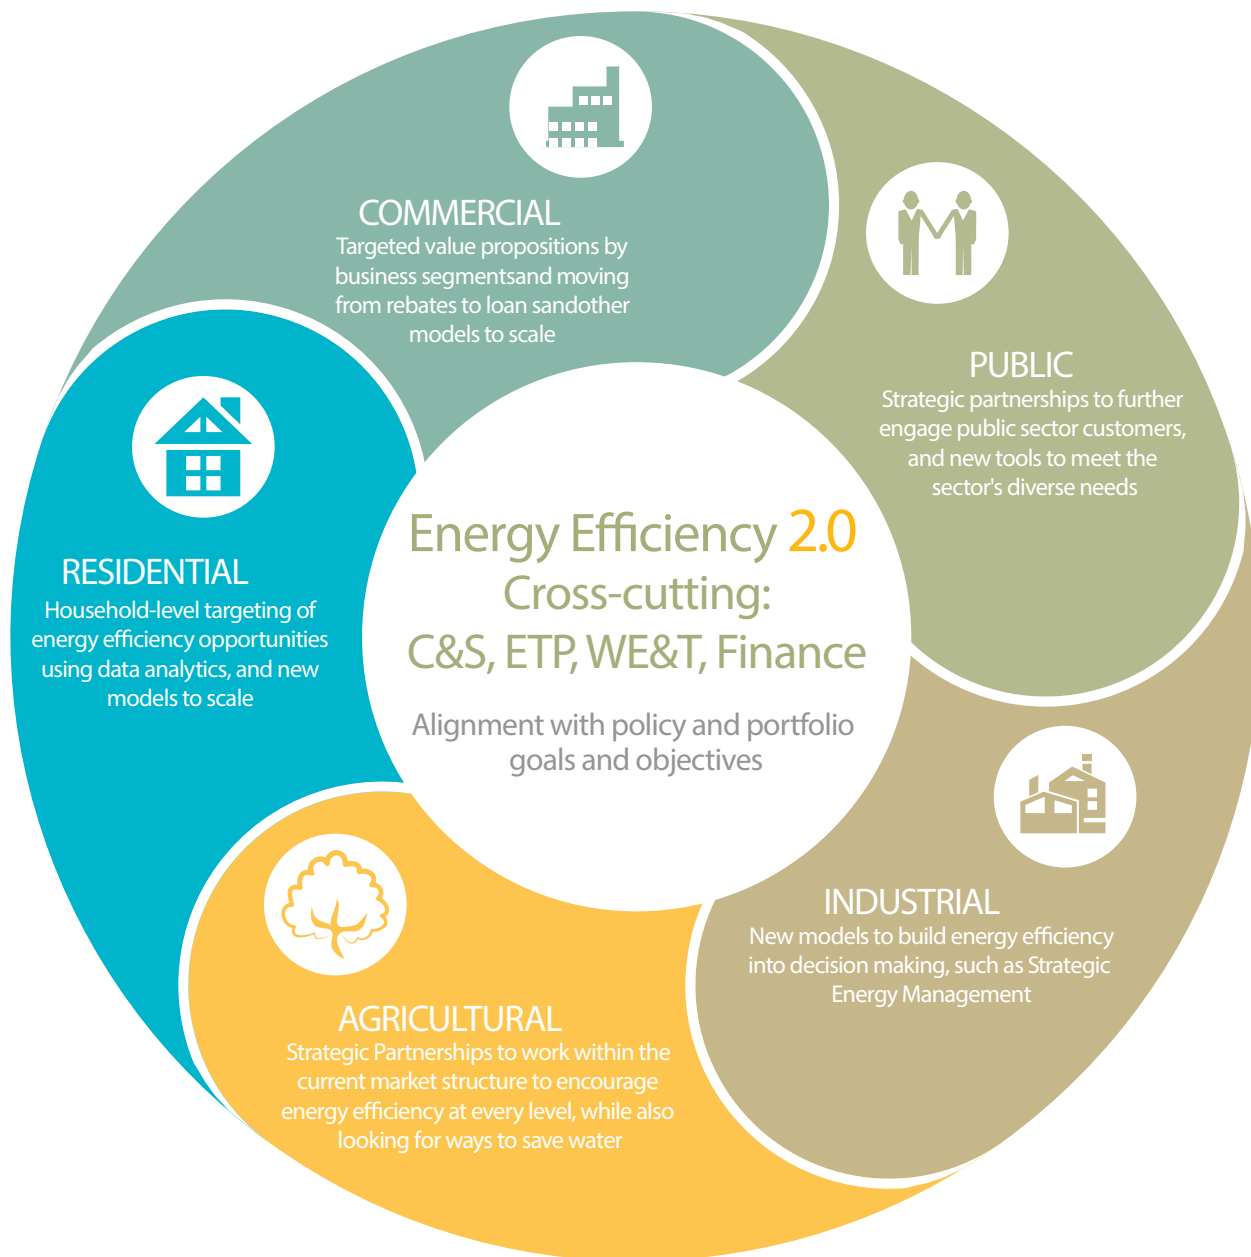 COMMERCIAL
Targeted value propositions by
business segmentsand moving
from rebates to loan sandother
models to scale
PUBLIC
Strategic partnerships to further
engage public sector customers,
and new tools to meet the
sector's diverse needs
RESIDENTIAL
Household-level targeting of
energy efficiency opportunities
using data analytics, and new
models to scale
Energy Efficiency 2.0
Cross-cutting:
C&S, ETP, WE&T, Finance
Alignment with policy and portfolio
goals and objectives
INDUSTRIAL
New models to build energy efficiency
into decision making, such as Strategic
Energy Management
AGRICULTURAL
Strategic Partnerships to work within the
current market structure to encourage
energy efficiency at every level, while also
looking for ways to save water